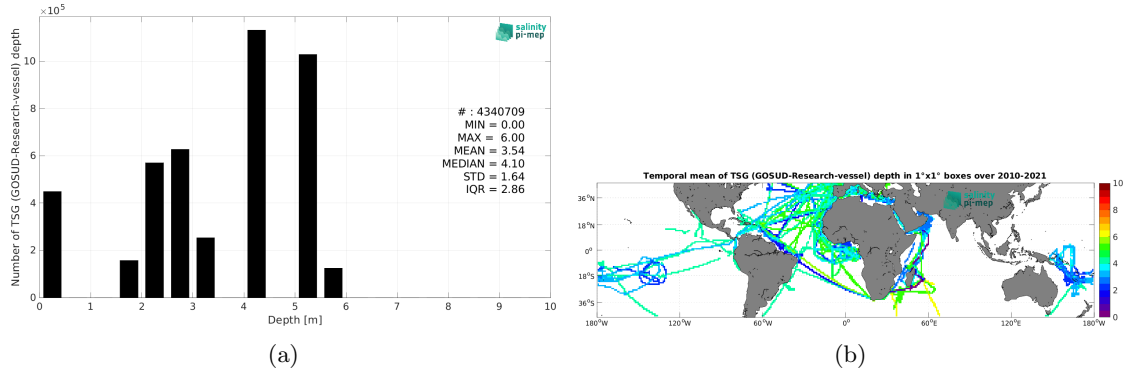 ×10⁵
salinity
pi-mep
10
8
6
4
2
0
Number of TSG (GOSUD-Research-vessel) depth
# : 4340709
MIN = 0.00
MAX = 6.00
MEAN = 3.54
MEDIAN = 4.10
STD = 1.64
IQR = 2.86
0 1 2 3 4 5 6 7 8 9 10
Depth [m]
(a)
Temporal mean of TSG (GOSUD-Research-vessel) depth in 1°x1° boxes over 2010-2021
salinity
pi-mep
36°N
18°N
0°
18°S
36°S
180°W 120°W 60°W 0° 60°E 120°E 180°E
10
8
6
4
2
0
(b)